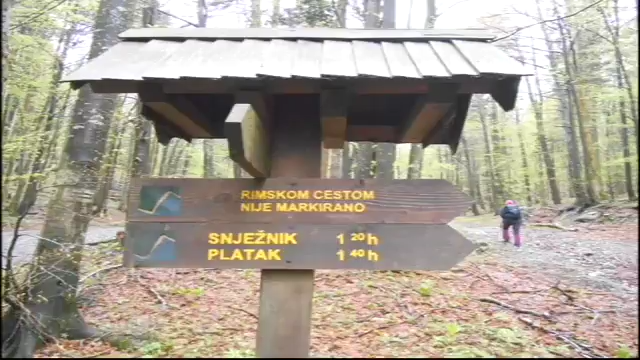 RIMSKOM CESTOM
NIJE MARKIRANO
SNJEŽNIK 1 20 h
PLATAK 1 40 h